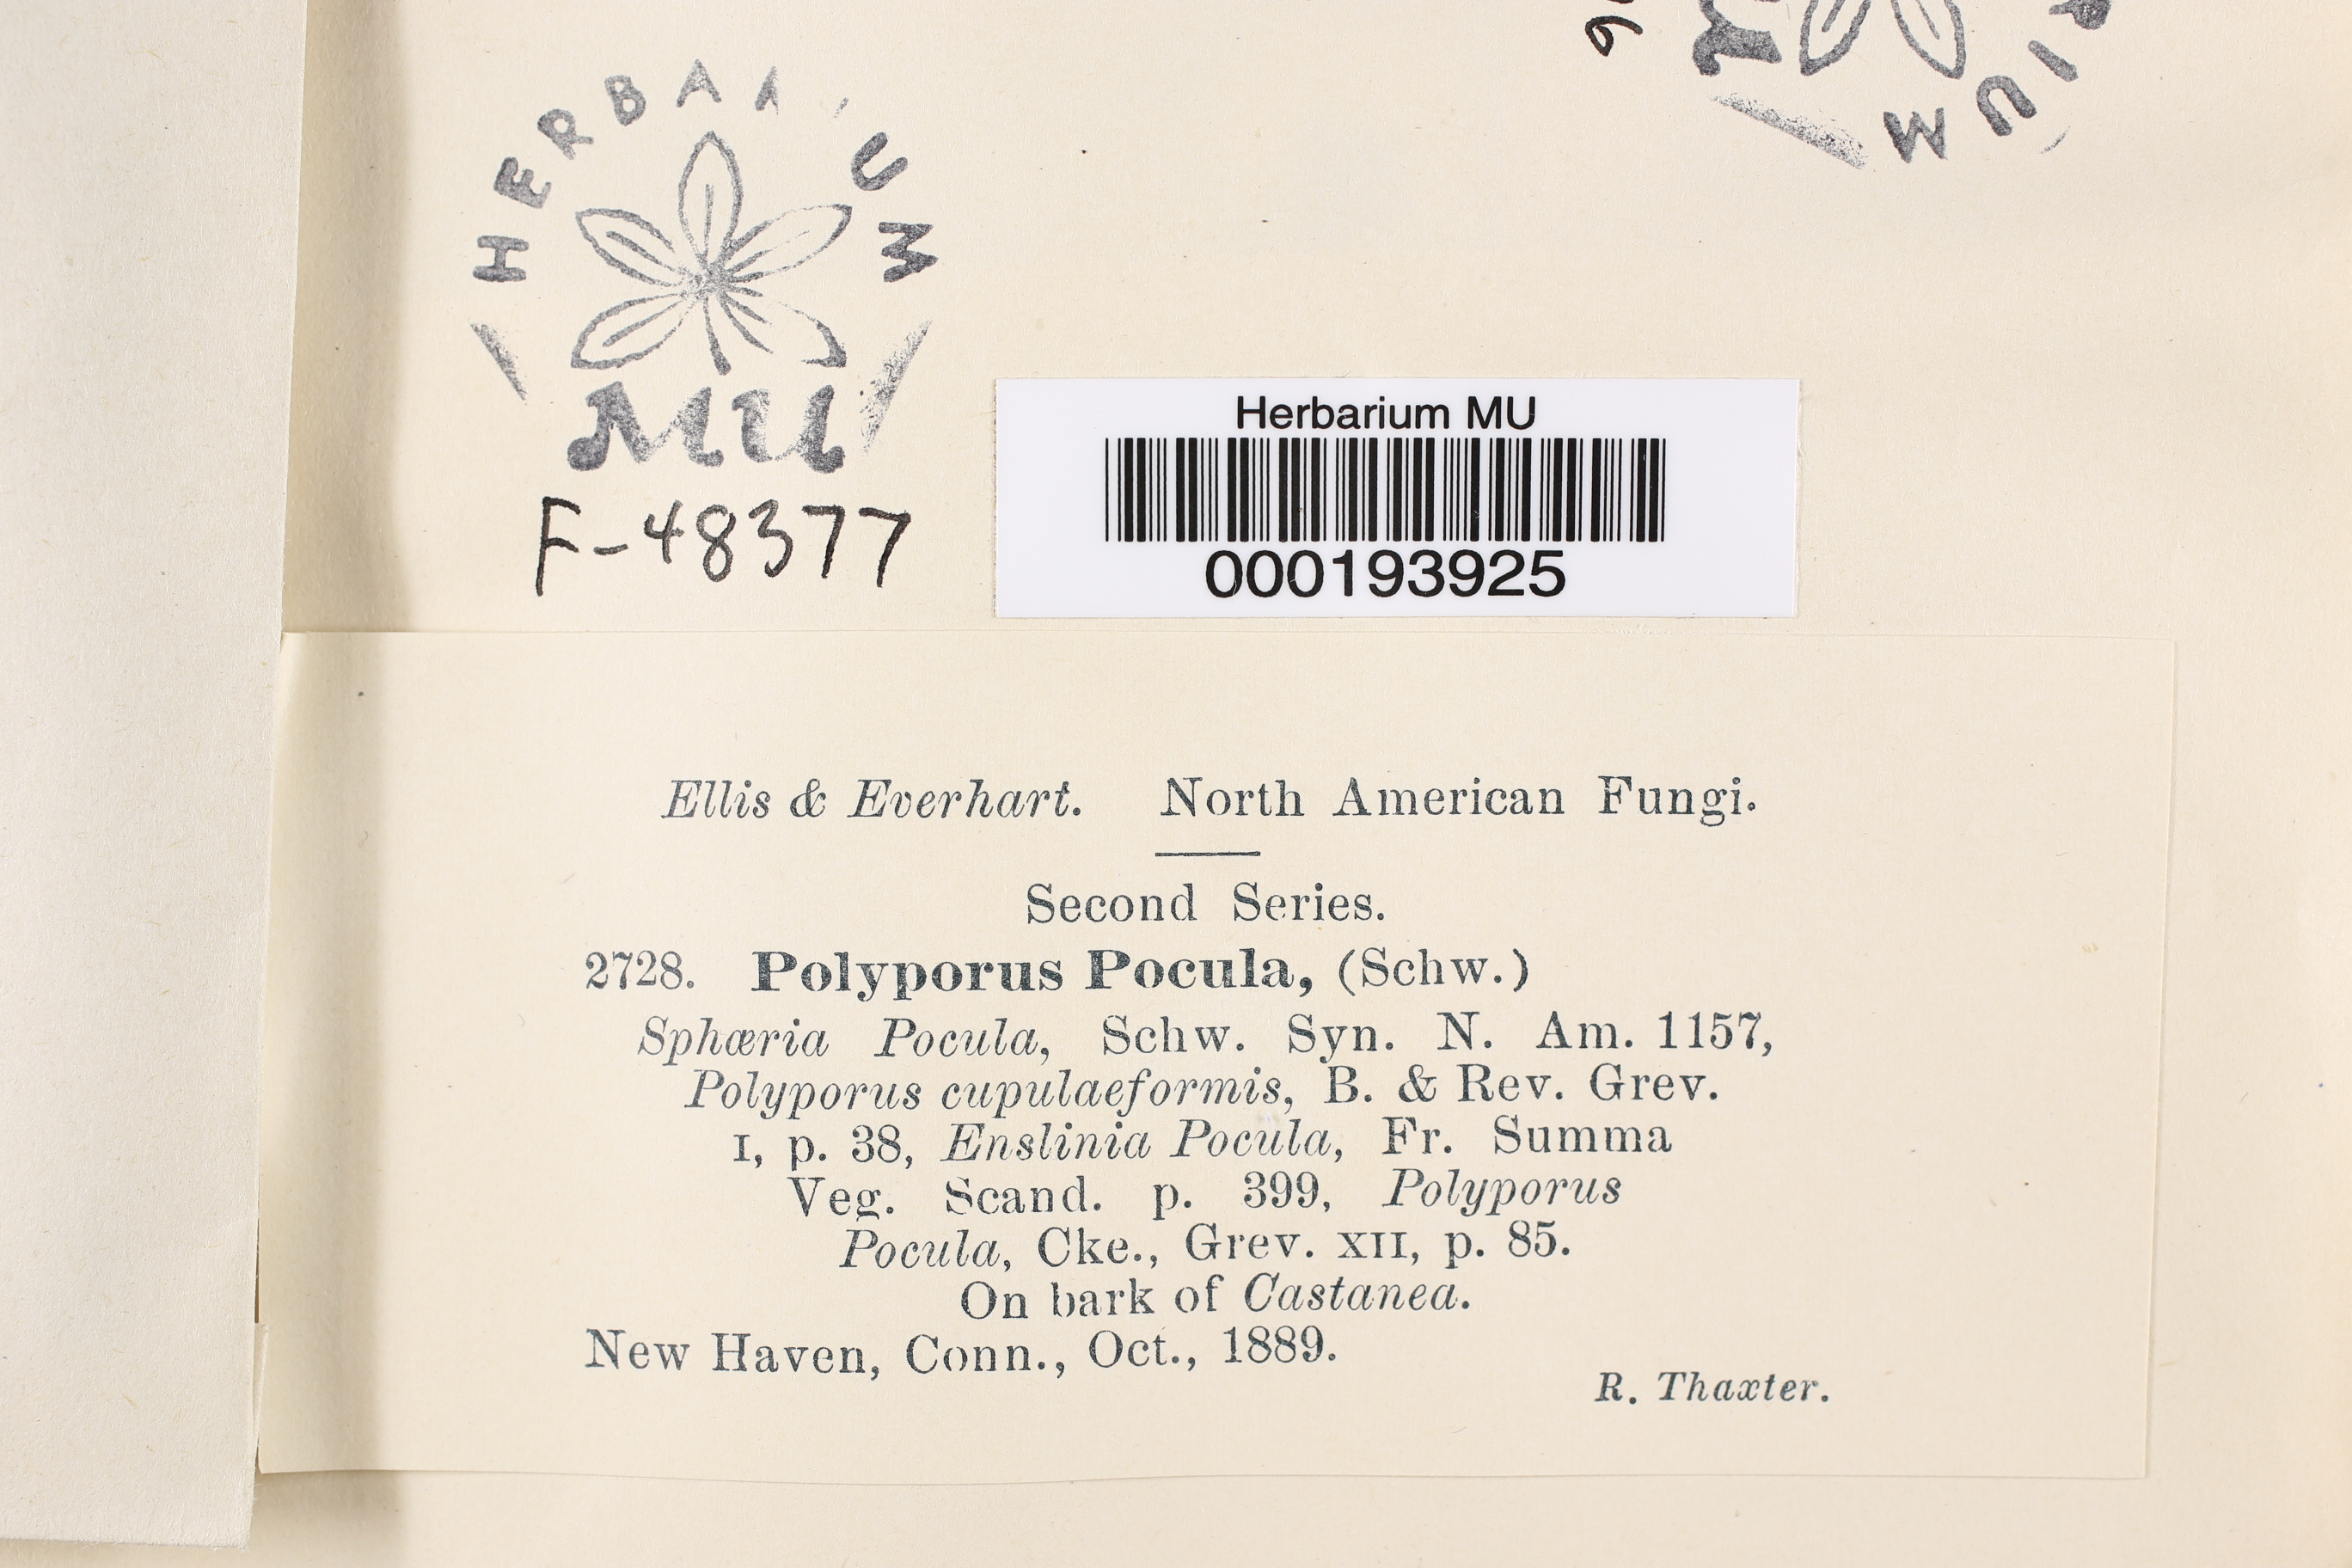 HERBARIUM
MU
F-48377
Herbarium MU
000193925
Ellis & Everhart. North American Fungi.
Second Series.
2728. Polyporus Pocula, (Schw.)
Sphæria Pocula, Schw. Syn. N. Am. 1157,
Polyporus cupulaeformis, B. & Rev. Grev.
I, p. 38, Enslinia Pocula, Fr. Summa
Veg. Scand. p. 399, Polyporus
Pocula, Cke., Grev. XII, p. 85.
On bark of Castanea.
New Haven, Conn., Oct., 1889.
R. Thaxter.